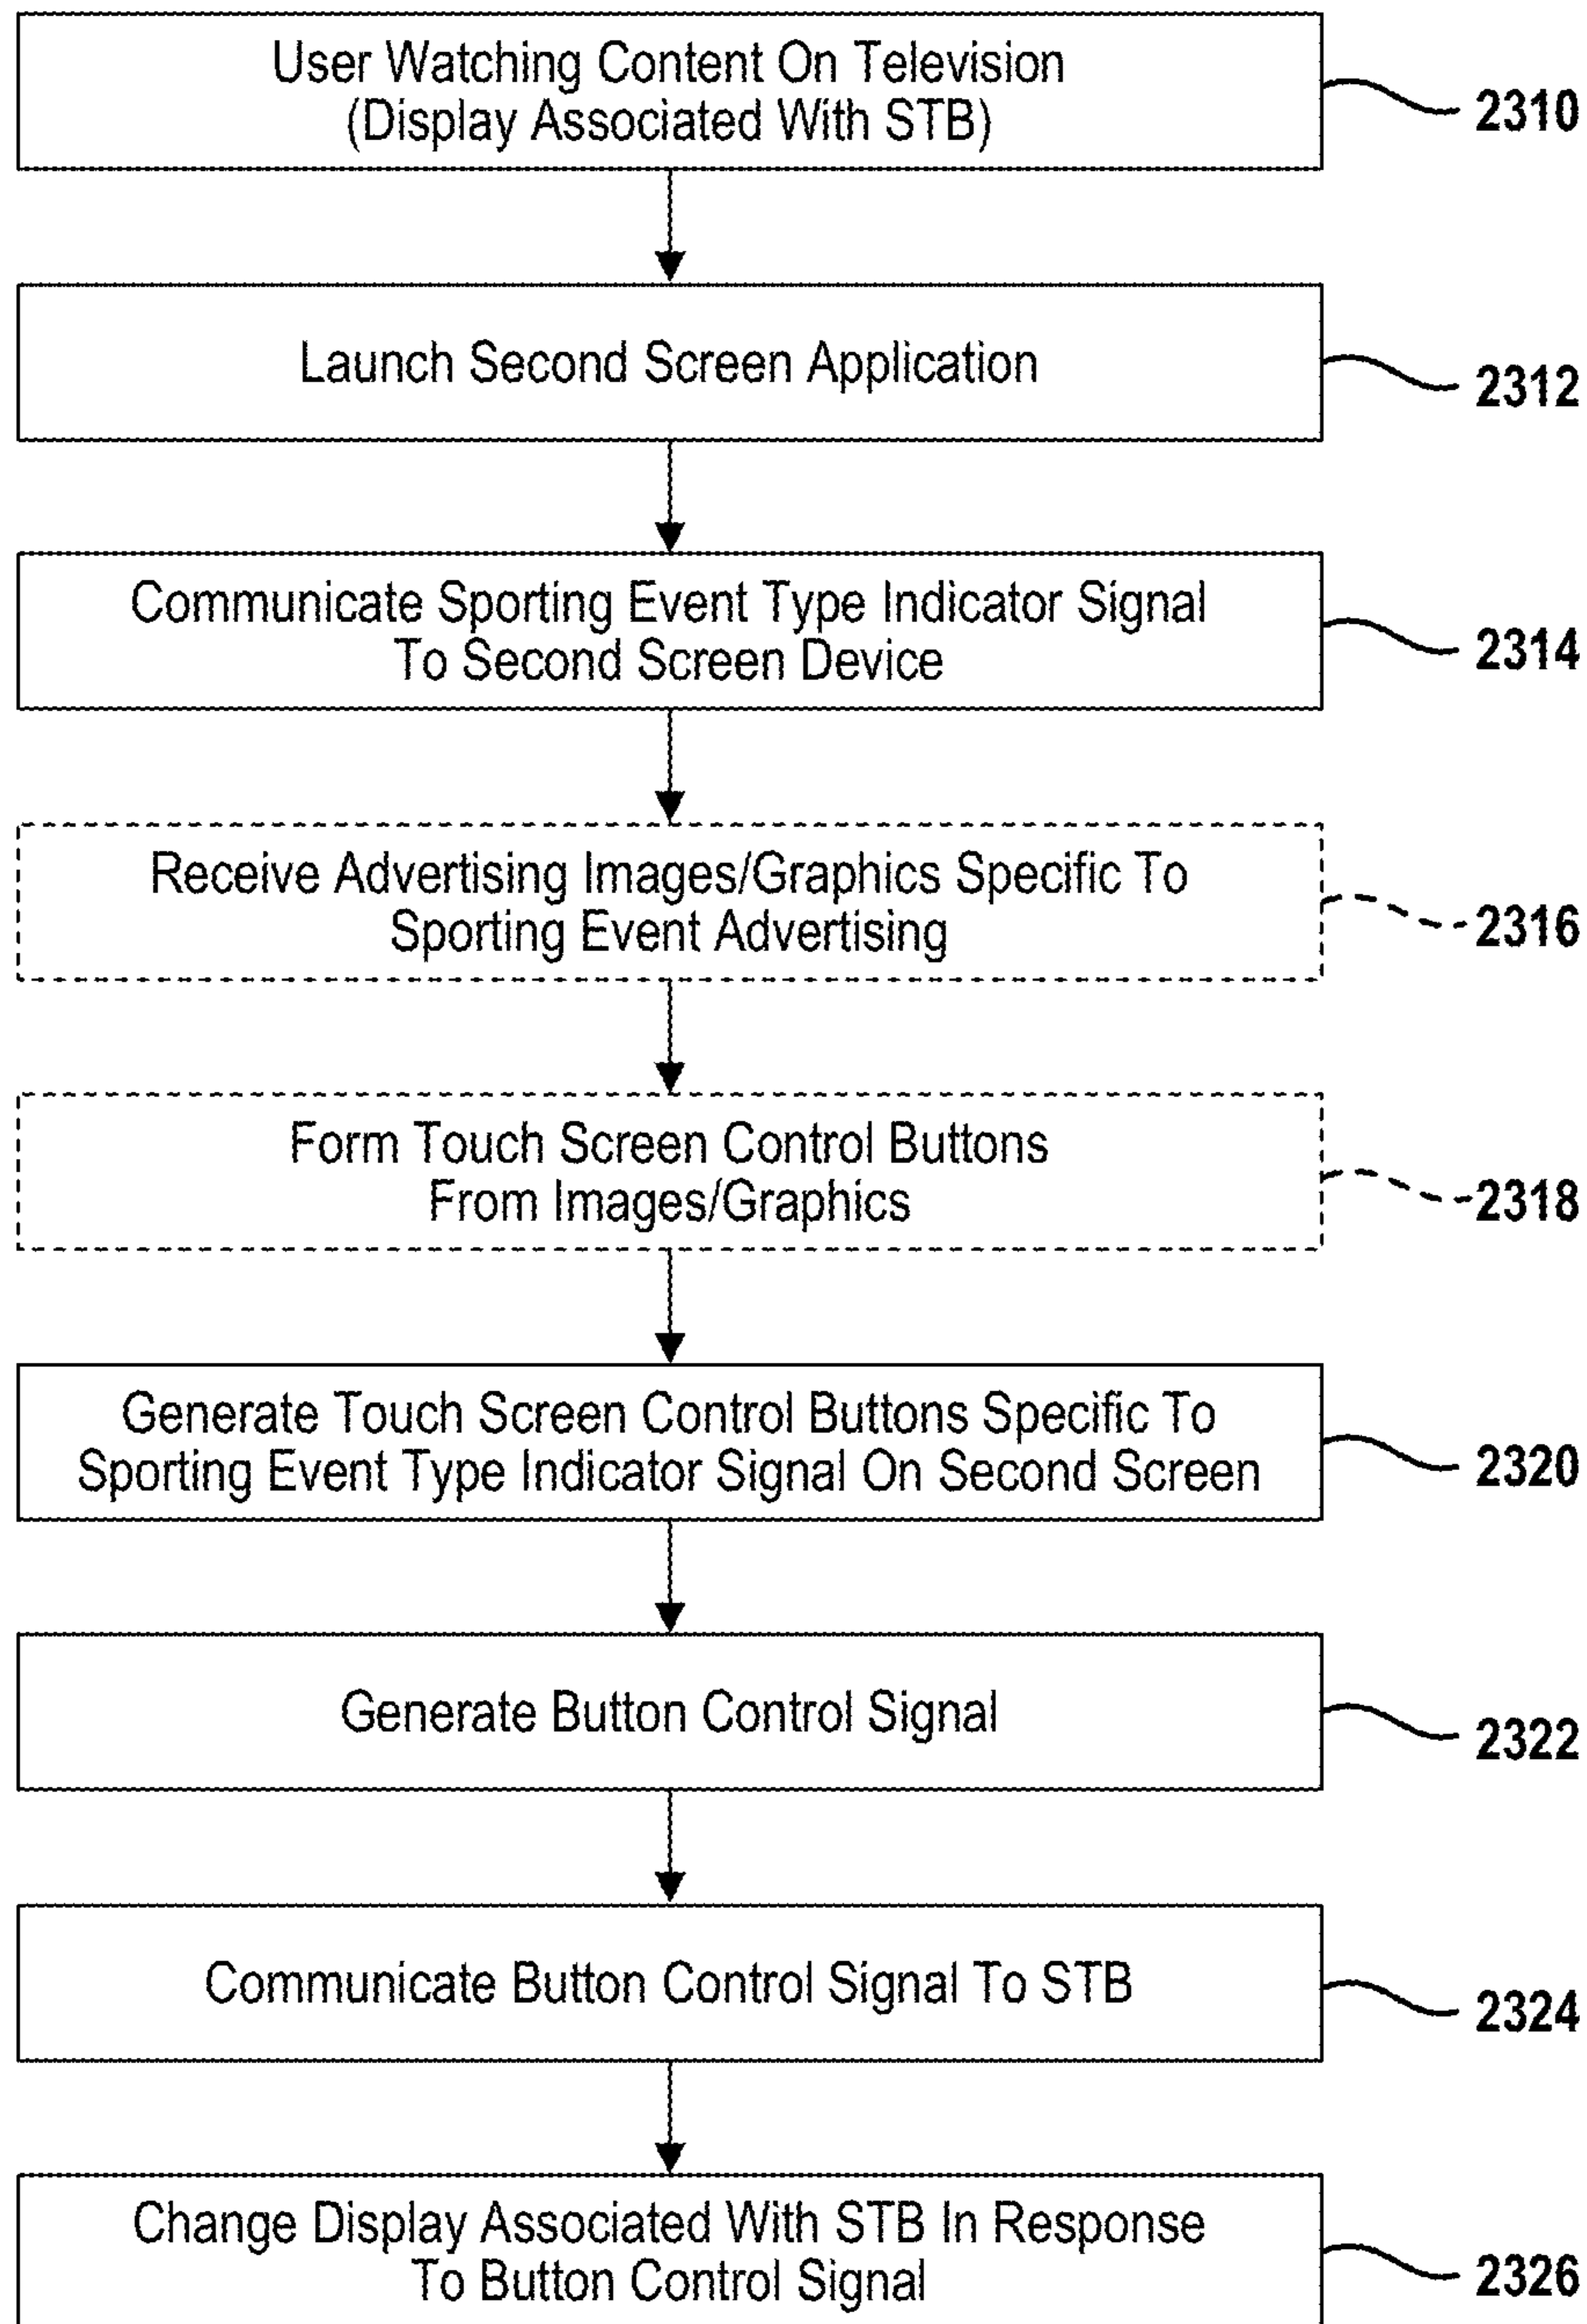 User Watching Content On Television
(Display Associated With STB)
2310
Launch Second Screen Application
2312
Communicate Sporting Event Type Indicator Signal
To Second Screen Device
2314
Receive Advertising Images/Graphics Specific To
Sporting Event Advertising
2316
Form Touch Screen Control Buttons
From Images/Graphics
2318
Generate Touch Screen Control Buttons Specific To
Sporting Event Type Indicator Signal On Second Screen
2320
Generate Button Control Signal
2322
Communicate Button Control Signal To STB
2324
Change Display Associated With STB In Response
To Button Control Signal
2326